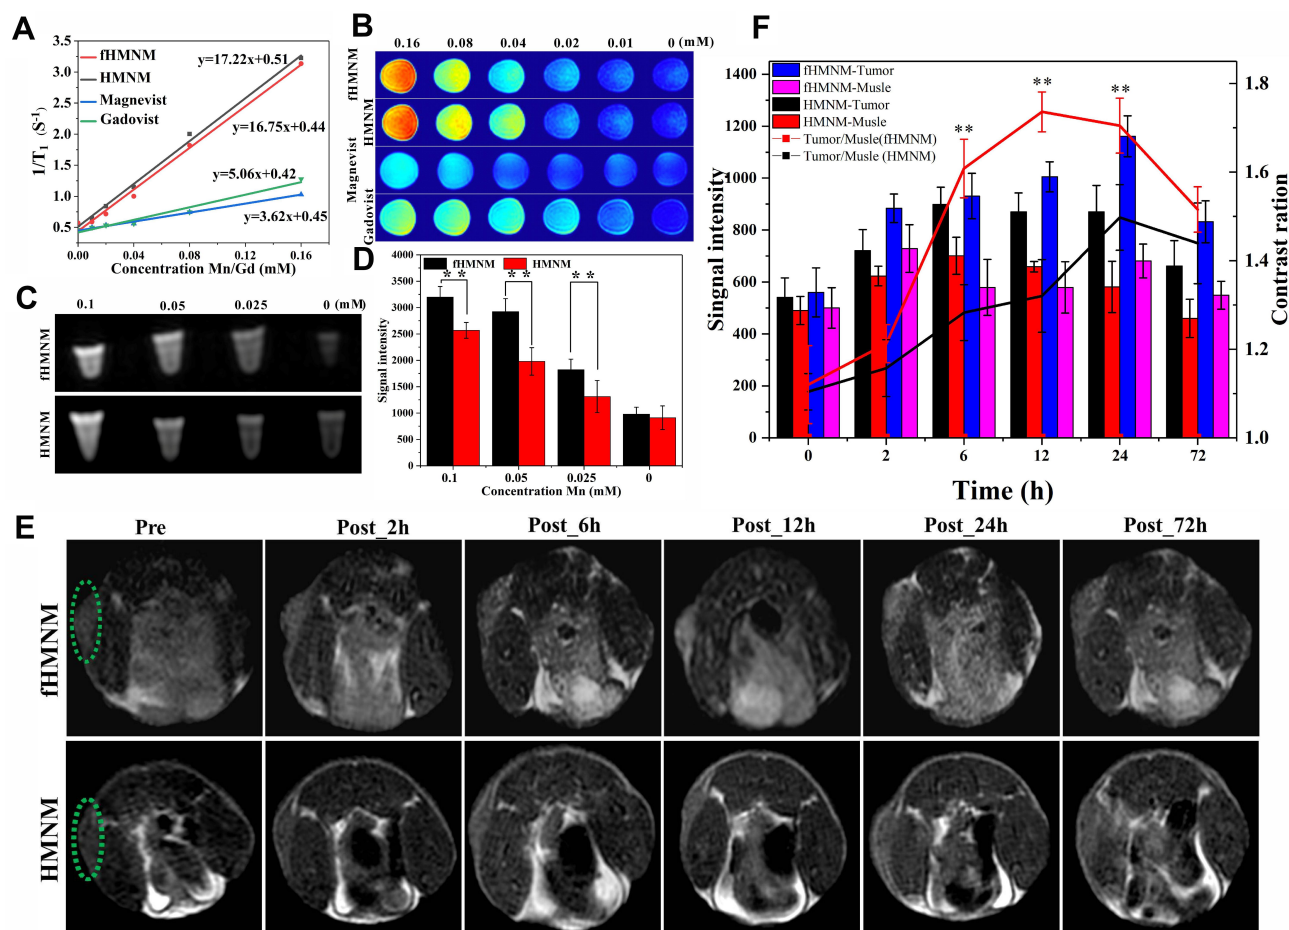 A
fHMNM
HMNM
Magnevist
Gadovist
y=17.22x+0.51
y=16.75x+0.44
y=5.06x+0.42
y=3.62x+0.45
3.5
3.0
2.5
2.0
1.5
1.0
0.5
0.00
0.04
0.08
0.12
0.16
1/T1 (S-1)
Concentration Mn/Gd (mM)
B
0.16 0.08 0.04 0.02 0.01 0 (mM)
fHMNM
HMNM
Magnevist
Gadovist
C
0.1 0.05 0.025 0 (mM)
fHMNM
HMNM
D
fHMNM HMNM
** ** **
4000
3500
3000
2500
2000
1500
1000
500
0
Signal intensity
0.1 0.05 0.025 0
Concentration Mn (mM)
F
fHMNM-Tumor
fHMNM-Musle
HMNM-Tumor
HMNM-Musle
Tumor/Musle(fHMNM)
Tumor/Musle (HMNM)
** ** **
1400
1200
1000
800
600
400
200
0
Singnal intensity
1.8
1.6
1.4
1.2
1.0
Contrast ration
0 2 6 12 24 72
Time (h)
E
Pre Post_2h Post_6h Post_12h Post_24h Post_72h
fHMNM
HMNM